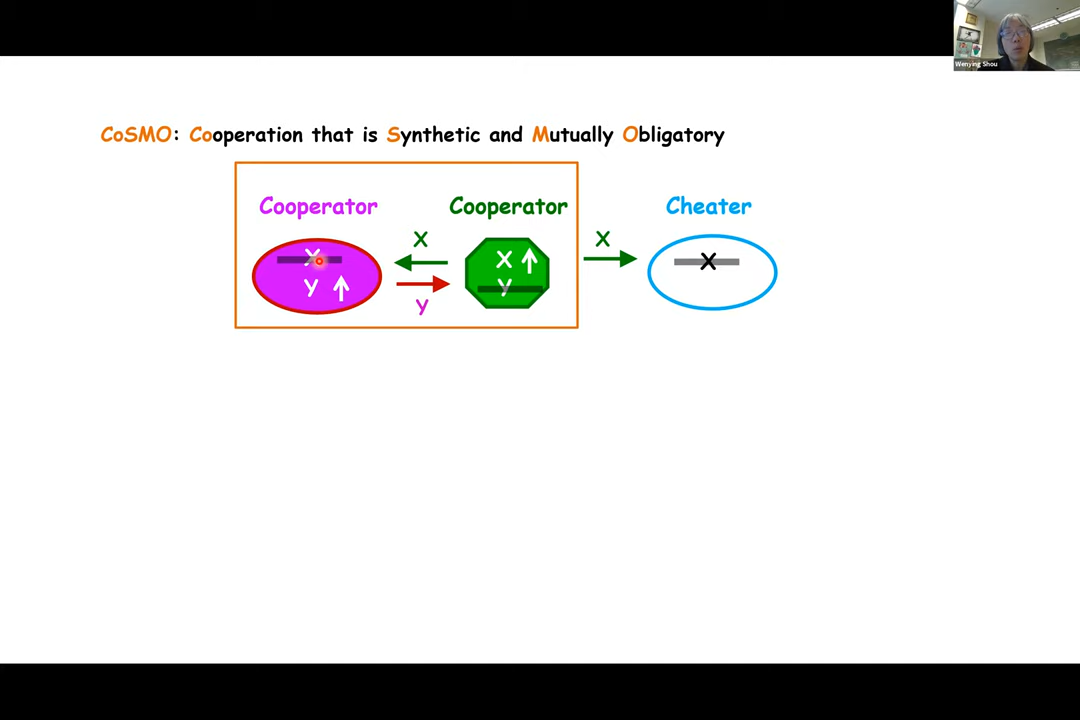 Wenying Shou
CoSMO: Cooperation that is Synthetic and Mutually Obligatory
Cooperator Cooperator Cheater
X X
X X X
Y Y
Y